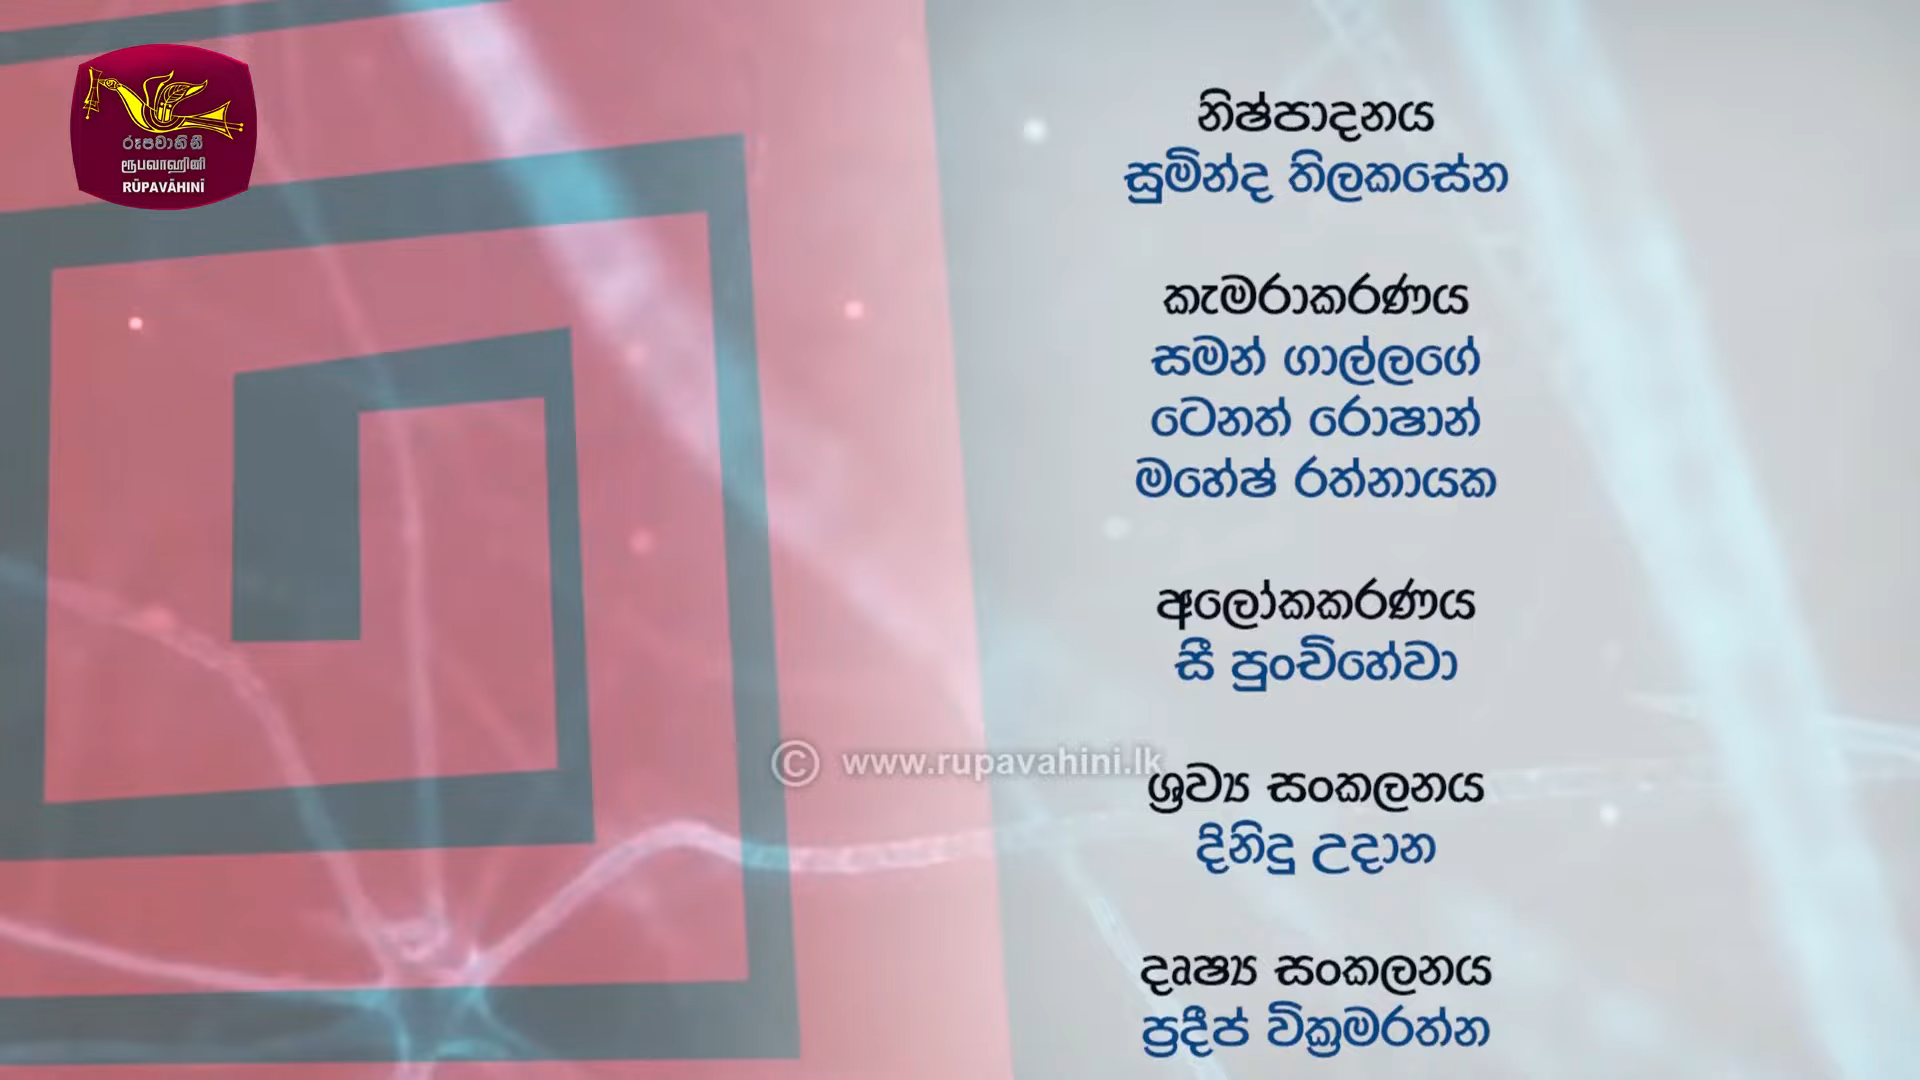 රූපවාහිනී
ரூபவாஹினி
RŪPAVĀHINĪ
නිෂ්පාදනය
සුමින්ද තිලකසේන
කැමරාකරණය
සමන් ගාල්ලගේ
ටෙනත් රොෂාන්
මහේෂ් රත්නායක
අලෝකකරණය
සී පුංචිහේවා
© www.rupavahini.lk
ශ්‍රව්‍ය සංකලනය
දිනිදු උදාන
දෘෂ්‍ය සංකලනය
ප්‍රදීප් වික්‍රමරත්න